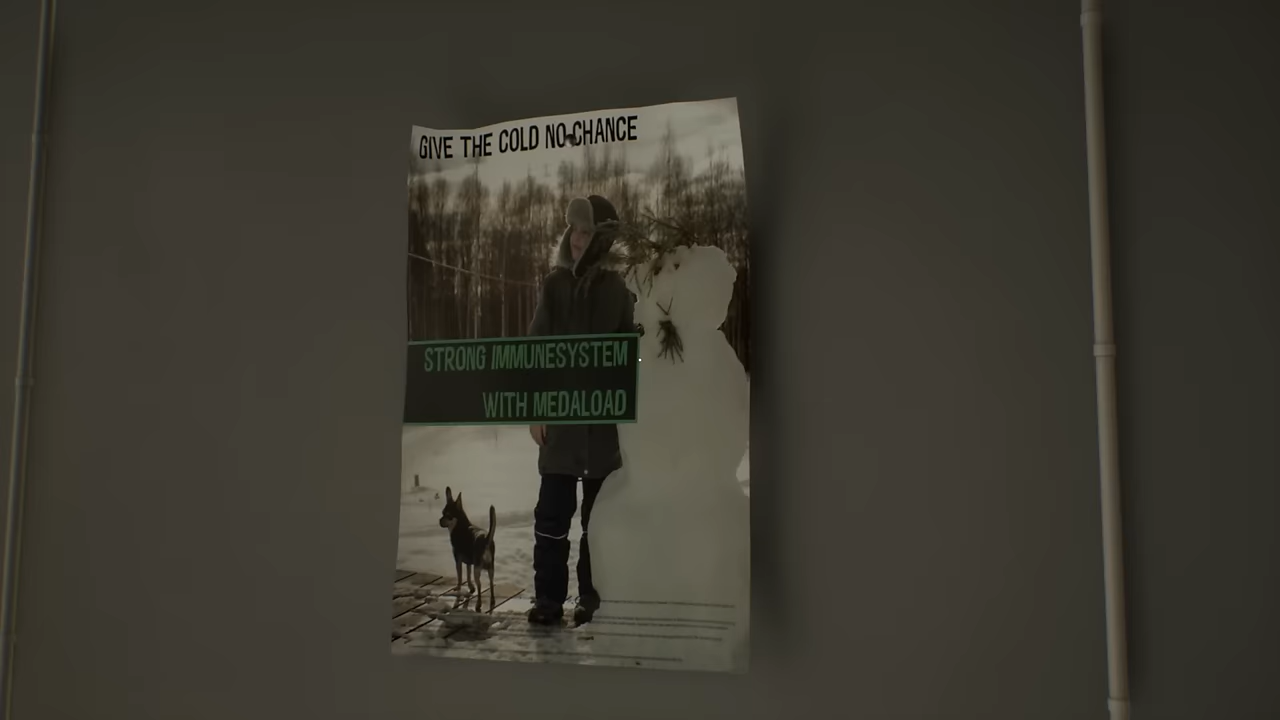 GIVE THE COLD NO CHANCE
STRONG IMMUNESYSTEM
WITH MEDALOAD